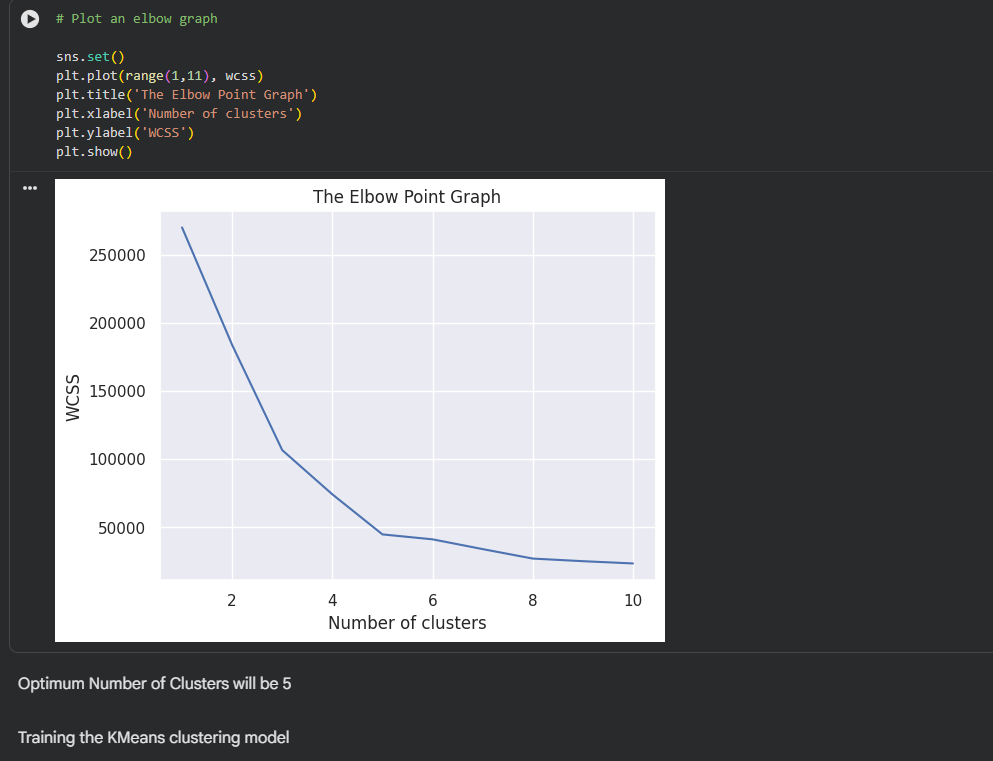 # Plot an elbow graph
sns.set()
plt.plot(range(1,11), wcss)
plt.title('The Elbow Point Graph')
plt.xlabel('Number of clusters')
plt.ylabel('WCSS')
plt.show()
The Elbow Point Graph
WCSS
250000
200000
150000
100000
50000
2 4 6 8 10
Number of clusters
Optimum Number of Clusters will be 5
Training the KMeans clustering model